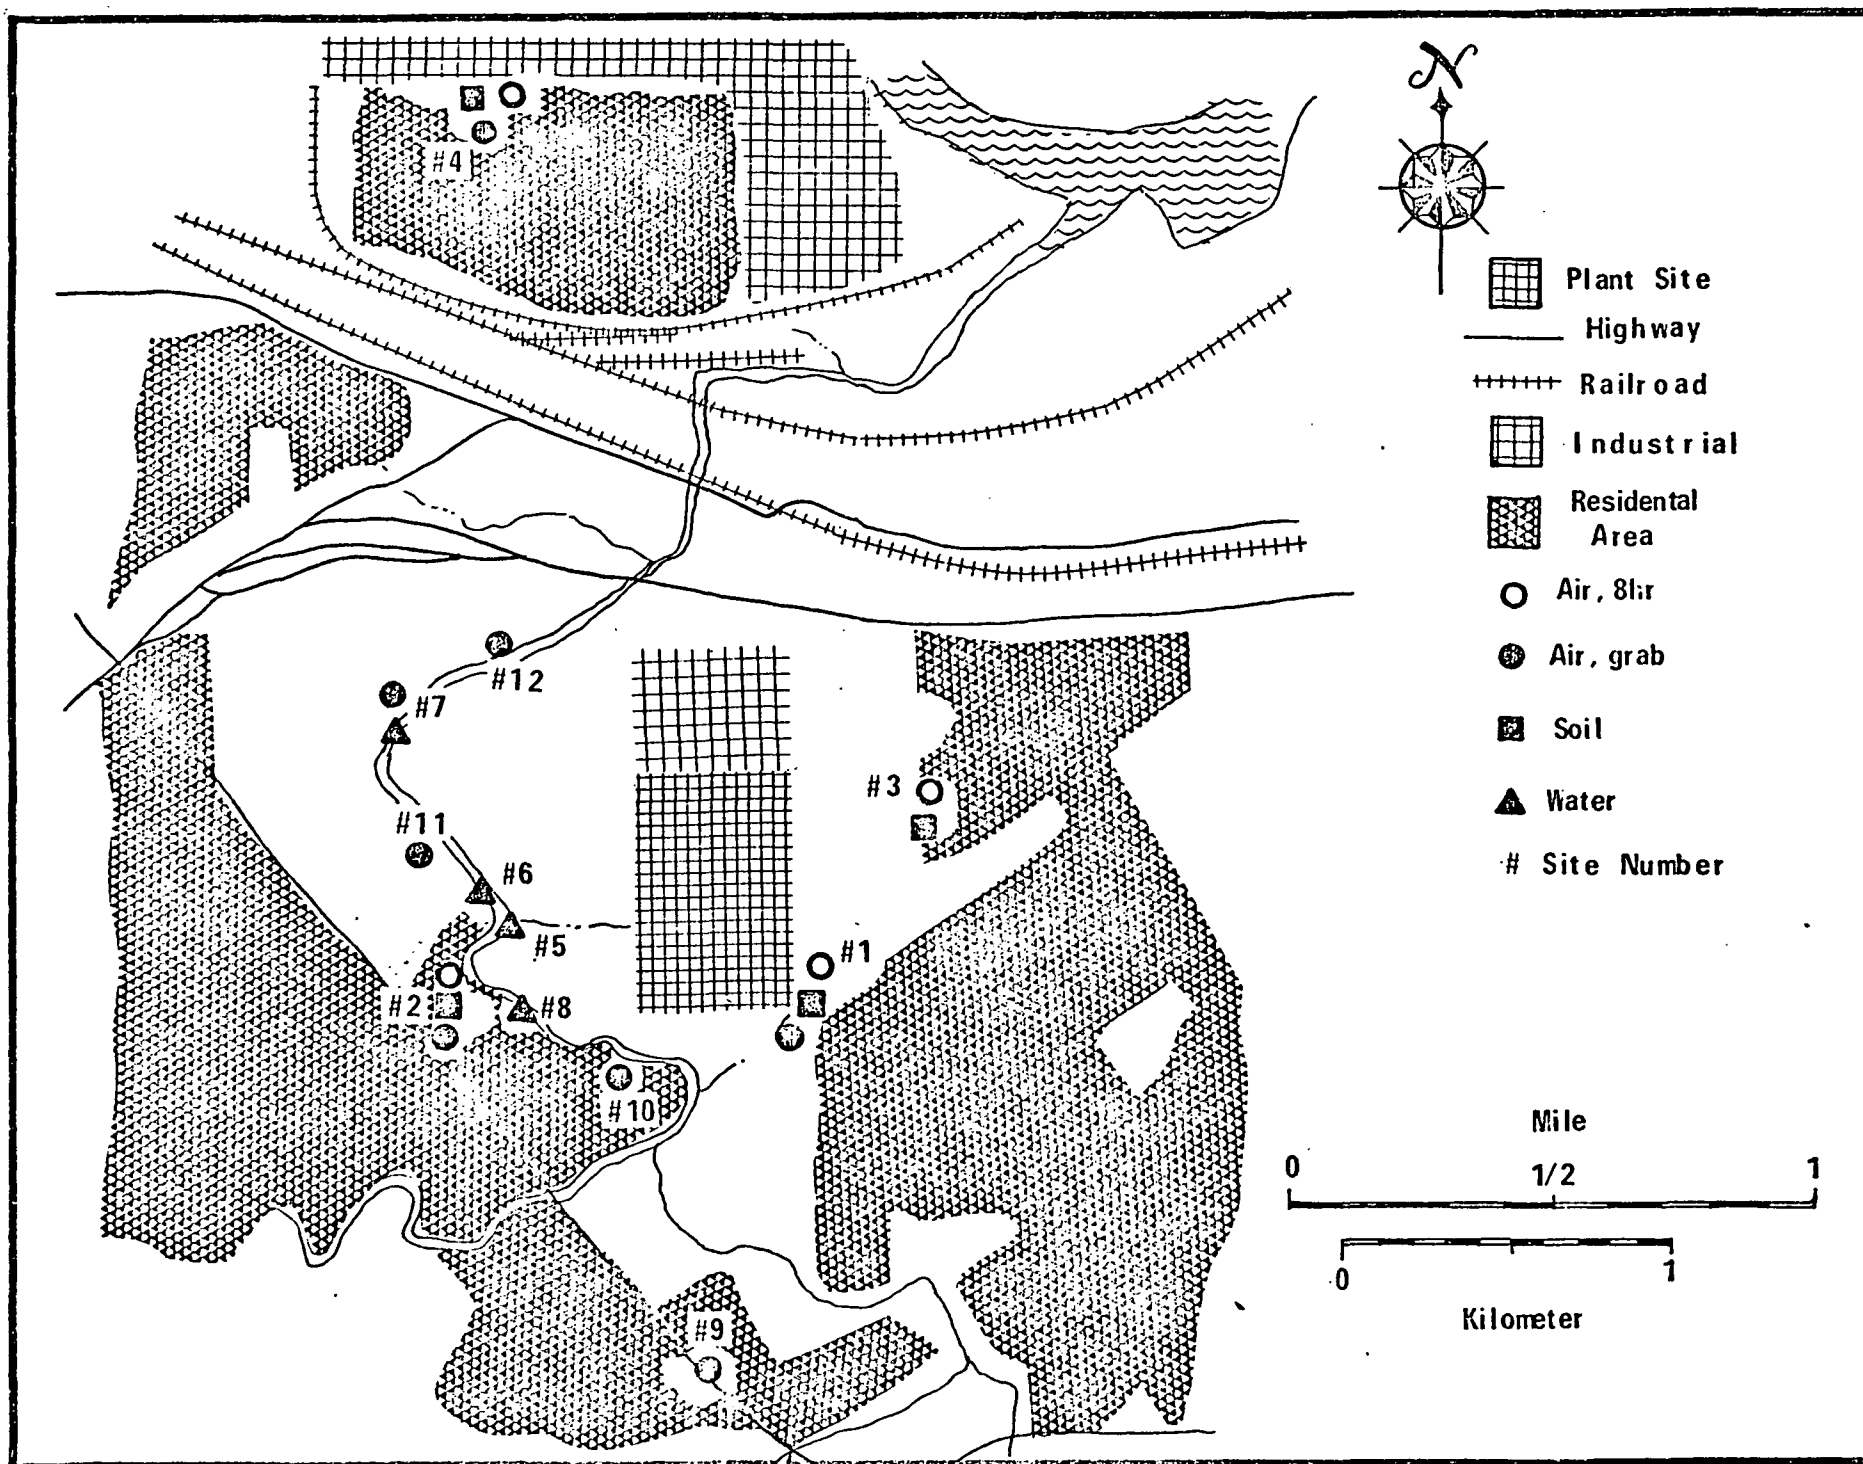 N
#4
Plant Site
Highway
Railroad
Industrial
Residental
Area
Air, 8hr
#12
Air, grab
#7
Soil
#3
Water
#11
#6
# Site Number
#5
#1
#2
#8
#10
Mile
0 1/2 1
0 1
Kilometer
#9